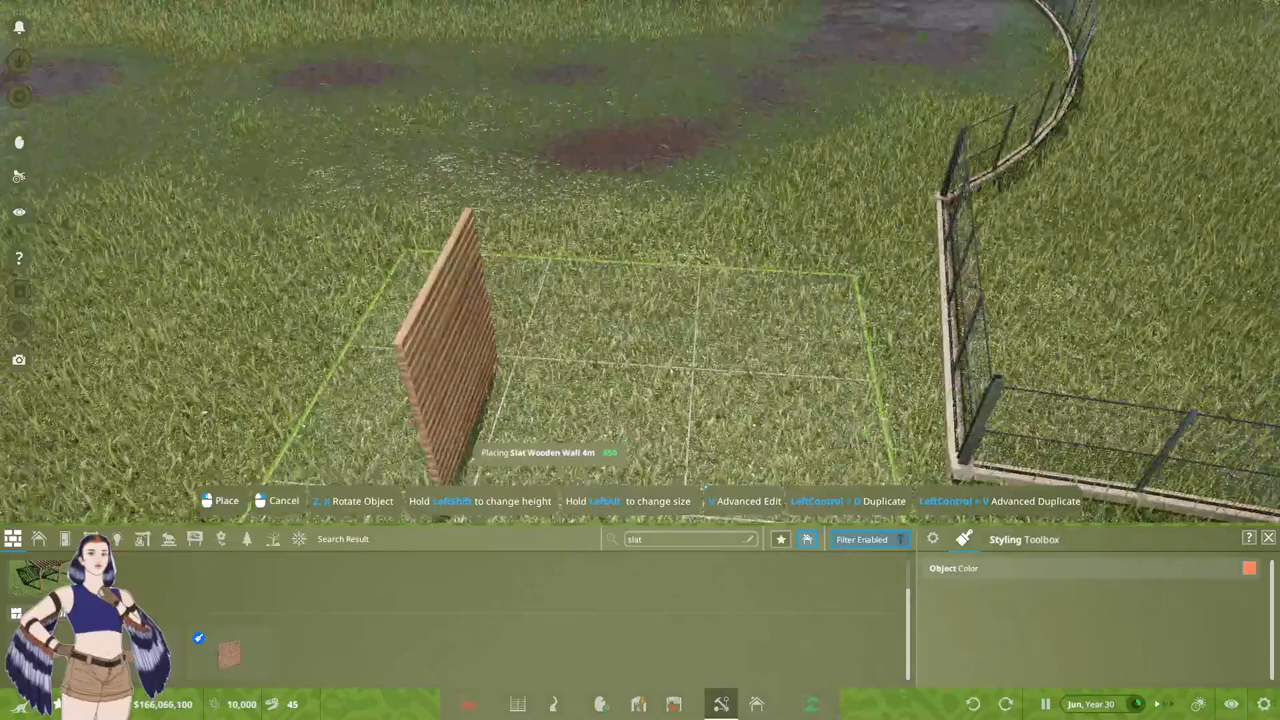 Placing Slat Wooden Wall 4m $50
Place Cancel Z, X Rotate Object Hold LeftShift to change height Hold LeftAlt to change size V Advanced Edit LeftControl + D Duplicate LeftControl + V Advanced Duplicate
Search Result slat Filter Enabled Styling Toolbox ?
Object Color
$166,066,100 10,000 45 Jun, Year 30